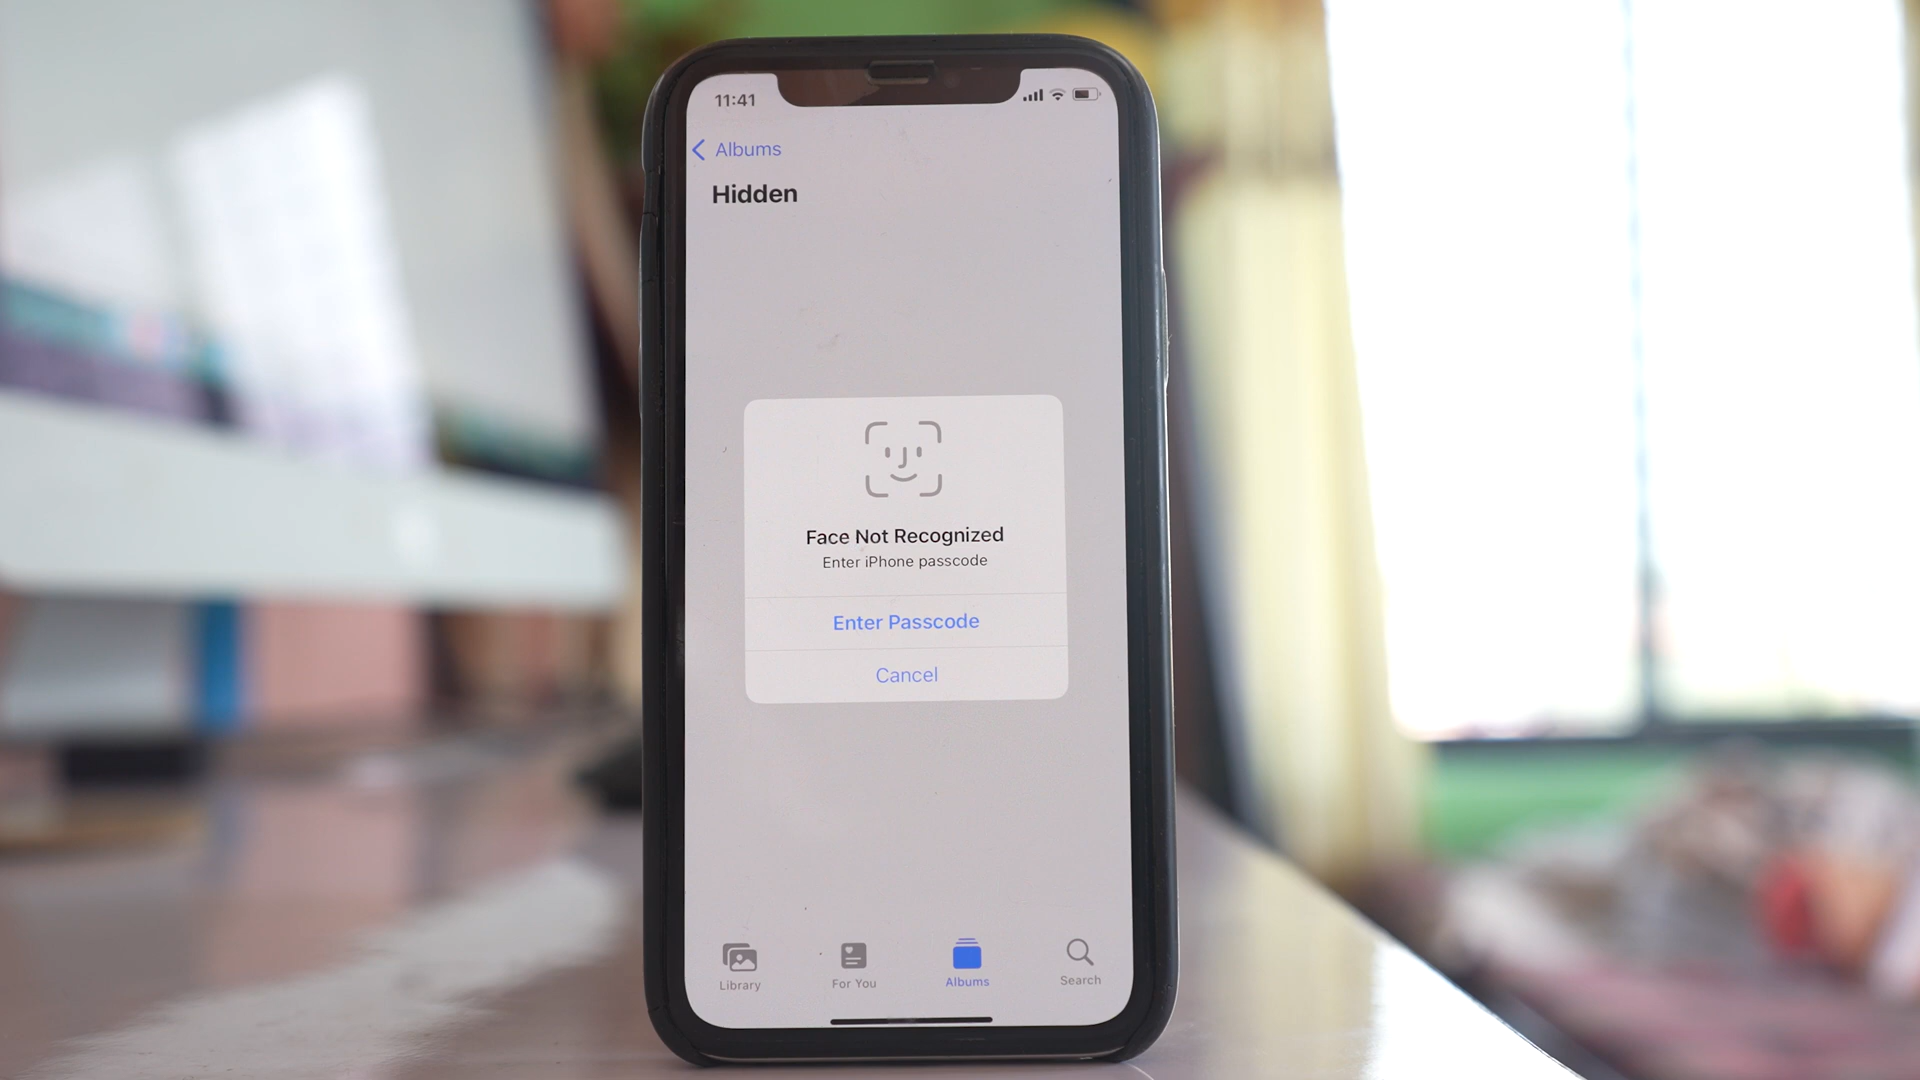 11:41
Albums
Hidden
Face Not Recognized
Enter iPhone passcode
Enter Passcode
Cancel
Library
For You
Albums
Search